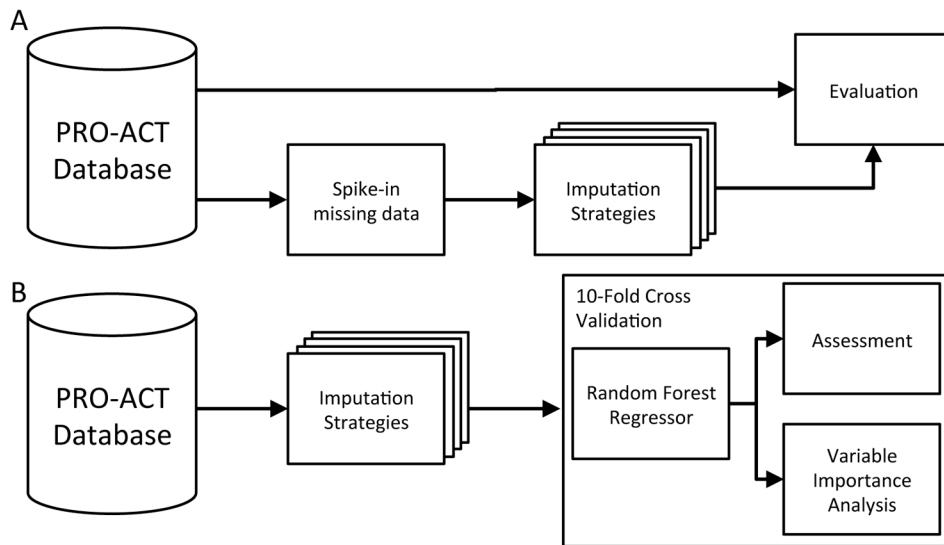 A
PRO-ACT
Database
Spike-in
missing data
Imputation
Strategies
Evaluation
B
PRO-ACT
Database
Imputation
Strategies
10-Fold Cross
Validation
Random Forest
Regressor
Assessment
Variable
Importance
Analysis